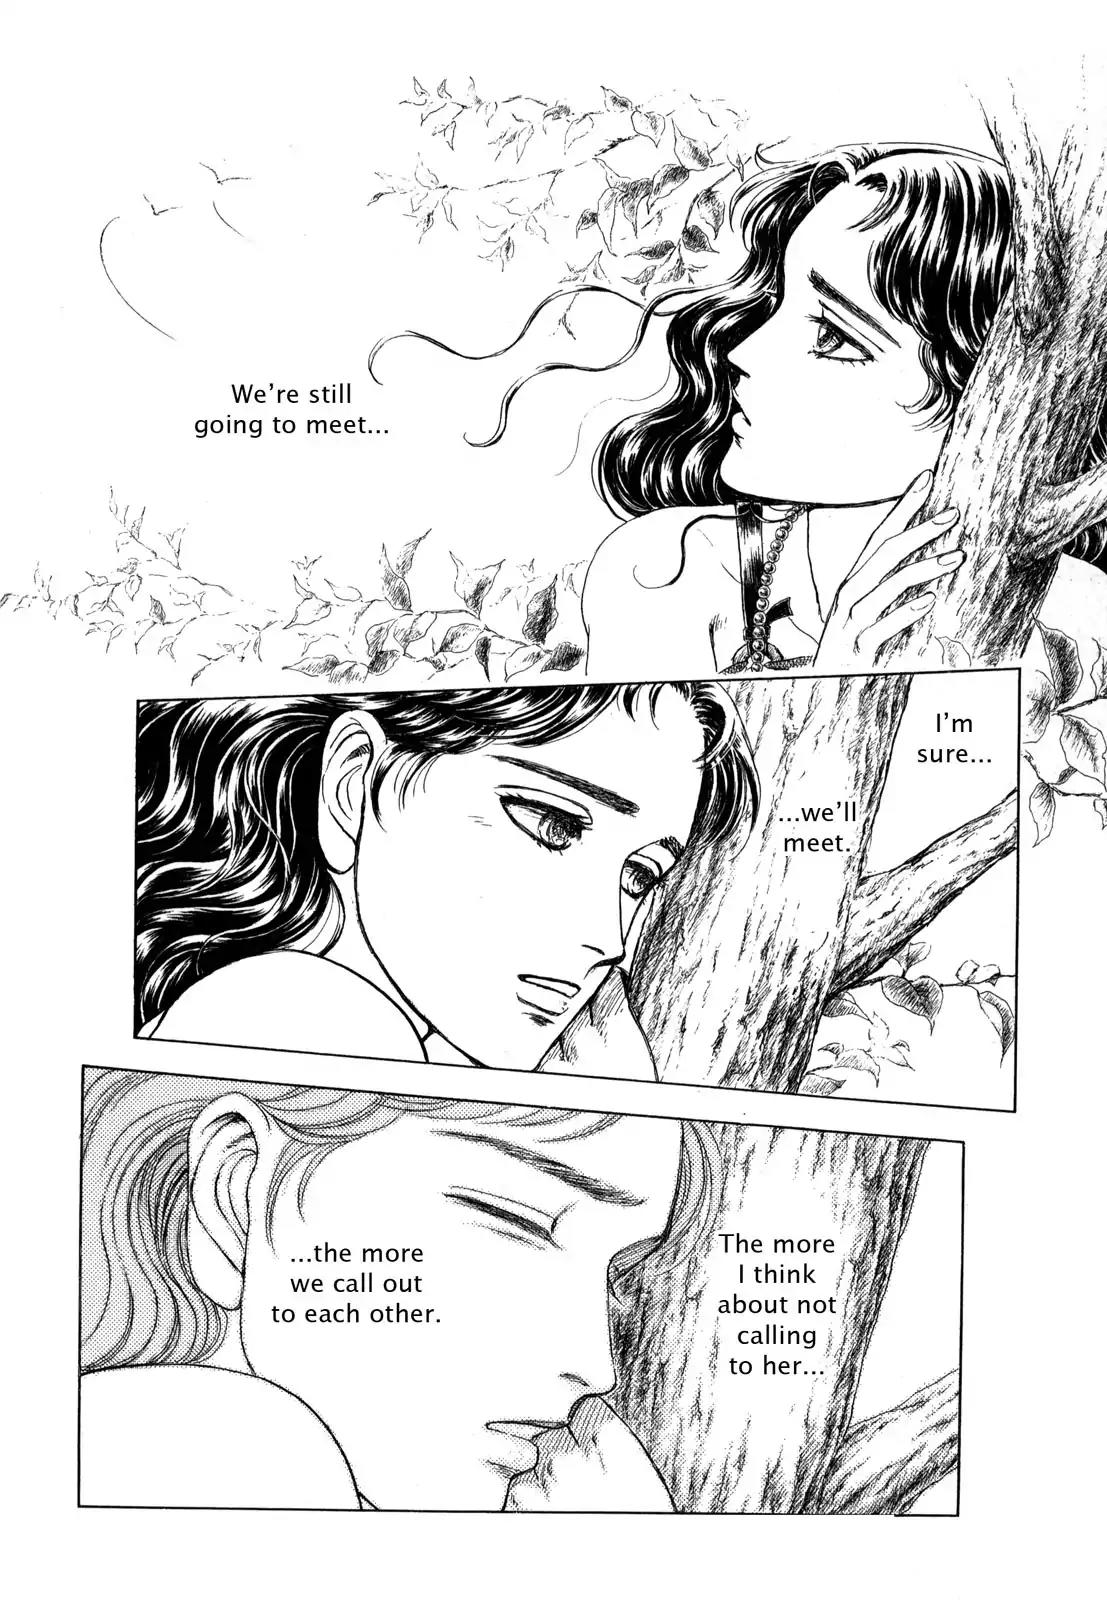 We're still
going to meet...
I'm
sure...
...we'll
meet.
The more
I think
about not
calling
to her...
...the more
we call out
to each other.